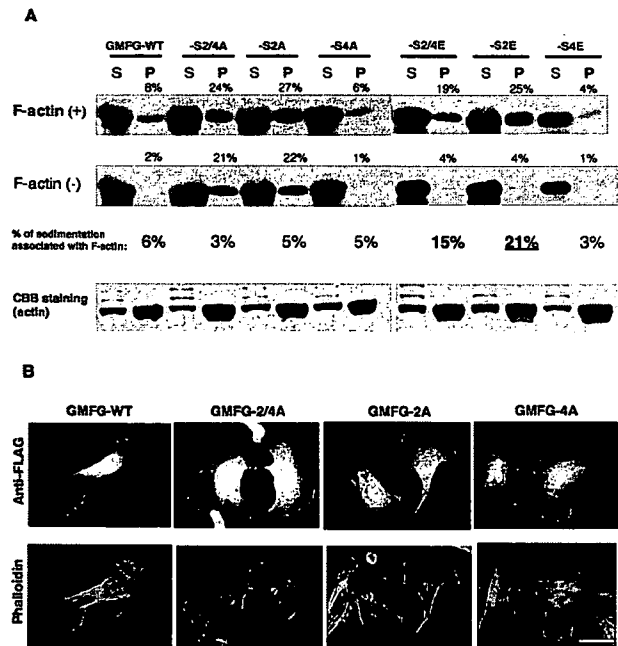 A
GMFG-WT -S2/4A -S2A -S4A -S2/4E -S2E -S4E
S P S P S P S P S P S P S P
8% 24% 27% 6% 19% 25% 4%
F-actin (+)
2% 21% 22% 1% 4% 4% 1%
F-actin (-)
% of sedimentation
associated with F-actin: 6% 3% 5% 5% 15% 21% 3%
CBB staining
(actin)
B
GMFG-WT GMFG-2/4A GMFG-2A GMFG-4A
Anti-FLAG
Phalloidin